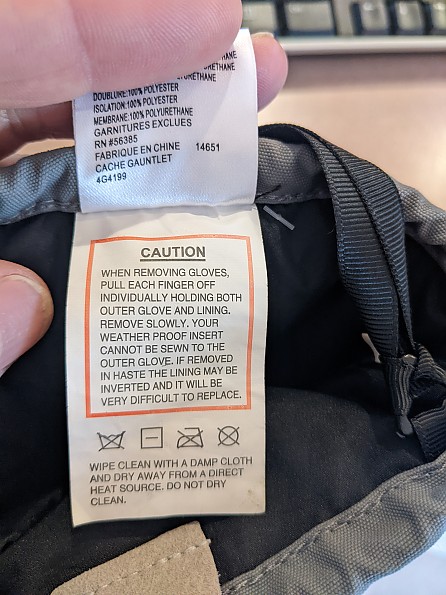 URETHANE
DOUBLURE:100% POLYESTER
ISOLATION:100% POLYESTER
MEMBRANE:100% POLYURETHANE
GARNITURES EXCLUES
RN #56385
FABRIQUE EN CHINE 14651
CACHE GAUNTLET
4G4199
CAUTION
WHEN REMOVING GLOVES,
PULL EACH FINGER OFF
INDIVIDUALLY HOLDING BOTH
OUTER GLOVE AND LINING.
REMOVE SLOWLY. YOUR
WEATHER PROOF INSERT
CANNOT BE SEWN TO THE
OUTER GLOVE. IF REMOVED
IN HASTE THE LINING MAY BE
INVERTED AND IT WILL BE
VERY DIFFICULT TO REPLACE.
WIPE CLEAN WITH A DAMP CLOTH
AND DRY AWAY FROM A DIRECT
HEAT SOURCE. DO NOT DRY
CLEAN.